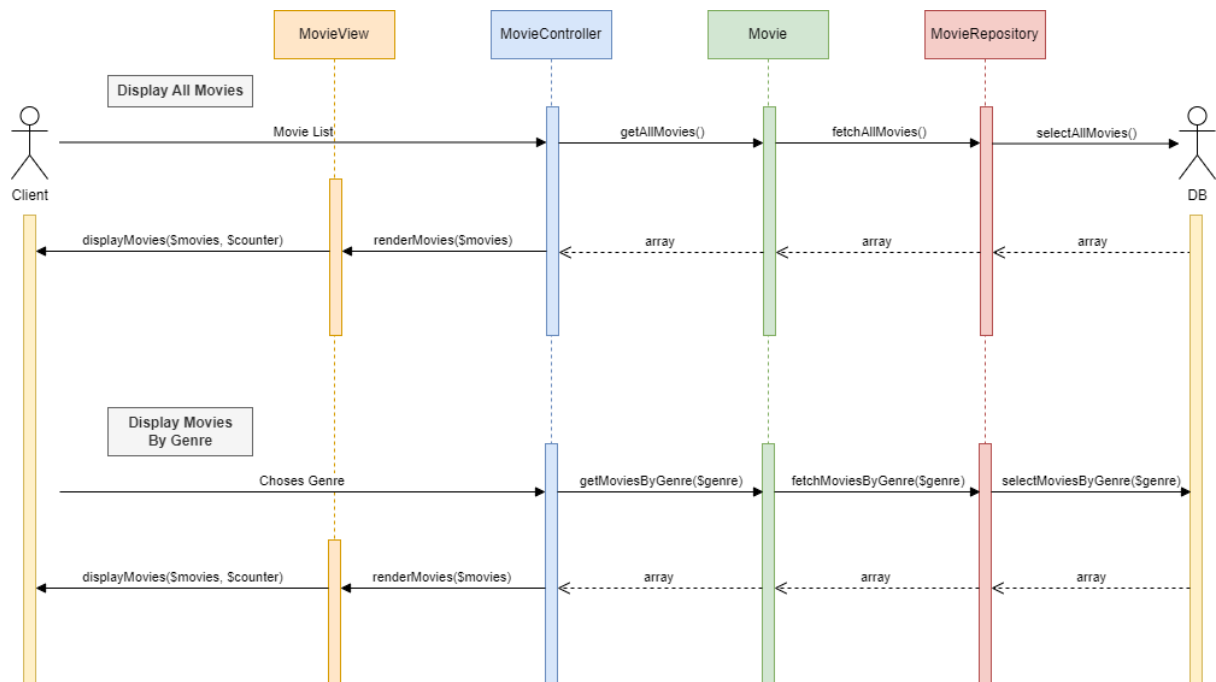 MovieView
MovieController
Movie
MovieRepository
Display All Movies
Movie List
getAllMovies()
fetchAllMovies()
selectAllMovies()
Client
DB
displayMovies($movies, $counter)
renderMovies($movies)
array
array
array
Display Movies
By Genre
Choses Genre
getMoviesByGenre($genre)
fetchMoviesByGenre($genre)
selectMoviesByGenre($genre)
displayMovies($movies, $counter)
renderMovies($movies)
array
array
array